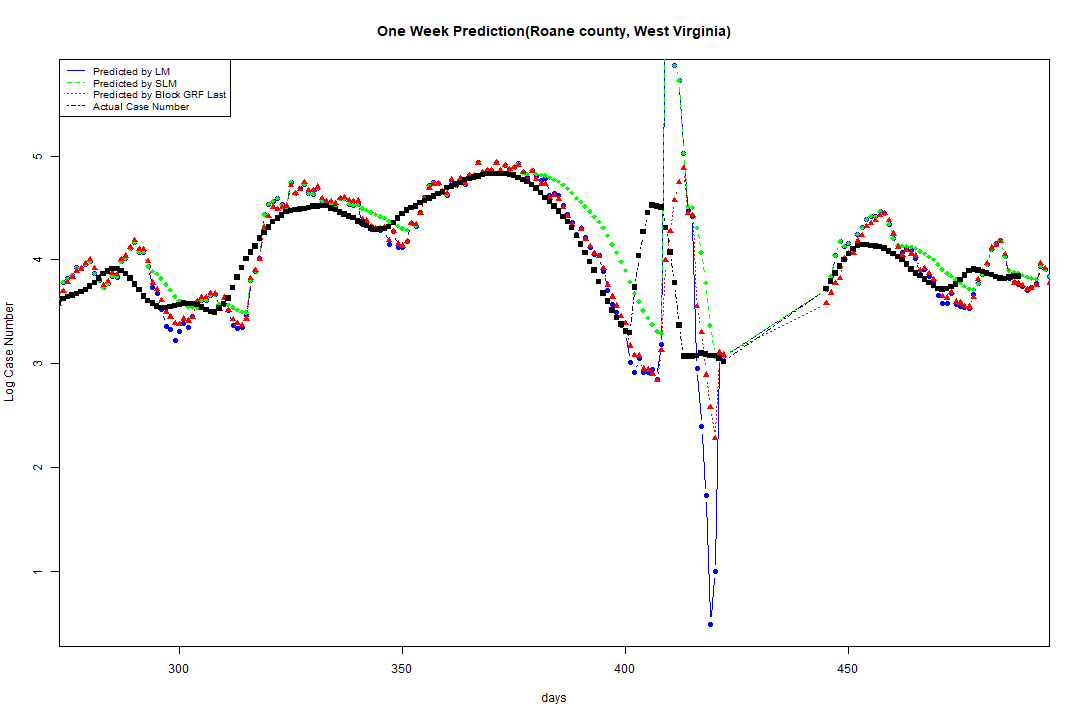 One Week Prediction(Roane county, West Virginia)
Predicted by LM
Predicted by SLM
Predicted by Block GRF Last
Actual Case Number
5
4
3
2
1
Log Case Number
300 350 400 450
days